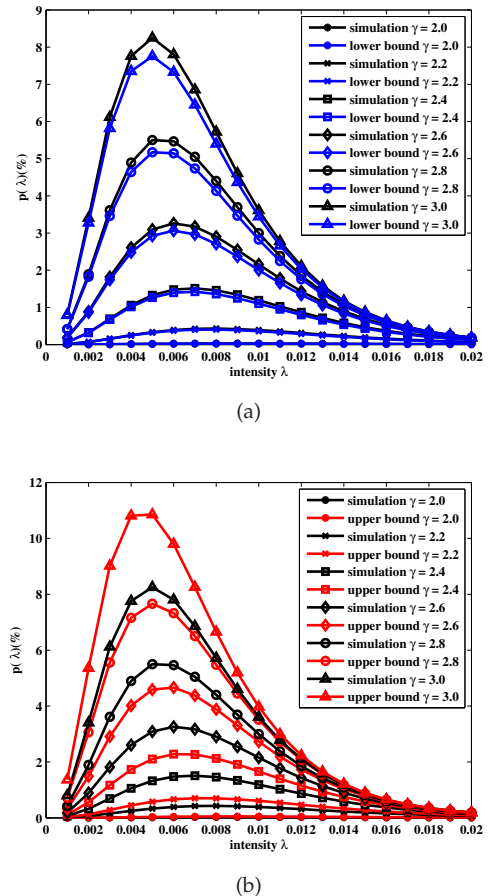 9
8
7
6
5
4
3
2
1
0
p( λ)(%)
0 0.002 0.004 0.006 0.008 0.01 0.012 0.014 0.016 0.018 0.02
intensity λ
simulation γ = 2.0
lower bound γ = 2.0
simulation γ = 2.2
lower bound γ = 2.2
simulation γ = 2.4
lower bound γ = 2.4
simulation γ = 2.6
lower bound γ = 2.6
simulation γ = 2.8
lower bound γ = 2.8
simulation γ = 3.0
lower bound γ = 3.0
(a)
12
10
8
6
4
2
0
p( λ)(%)
0 0.002 0.004 0.006 0.008 0.01 0.012 0.014 0.016 0.018 0.02
intensity λ
simulation γ = 2.0
upper bound γ = 2.0
simulation γ = 2.2
upper bound γ = 2.2
simulation γ = 2.4
upper bound γ = 2.4
simulation γ = 2.6
upper bound γ = 2.6
simulation γ = 2.8
upper bound γ = 2.8
simulation γ = 3.0
upper bound γ = 3.0
(b)